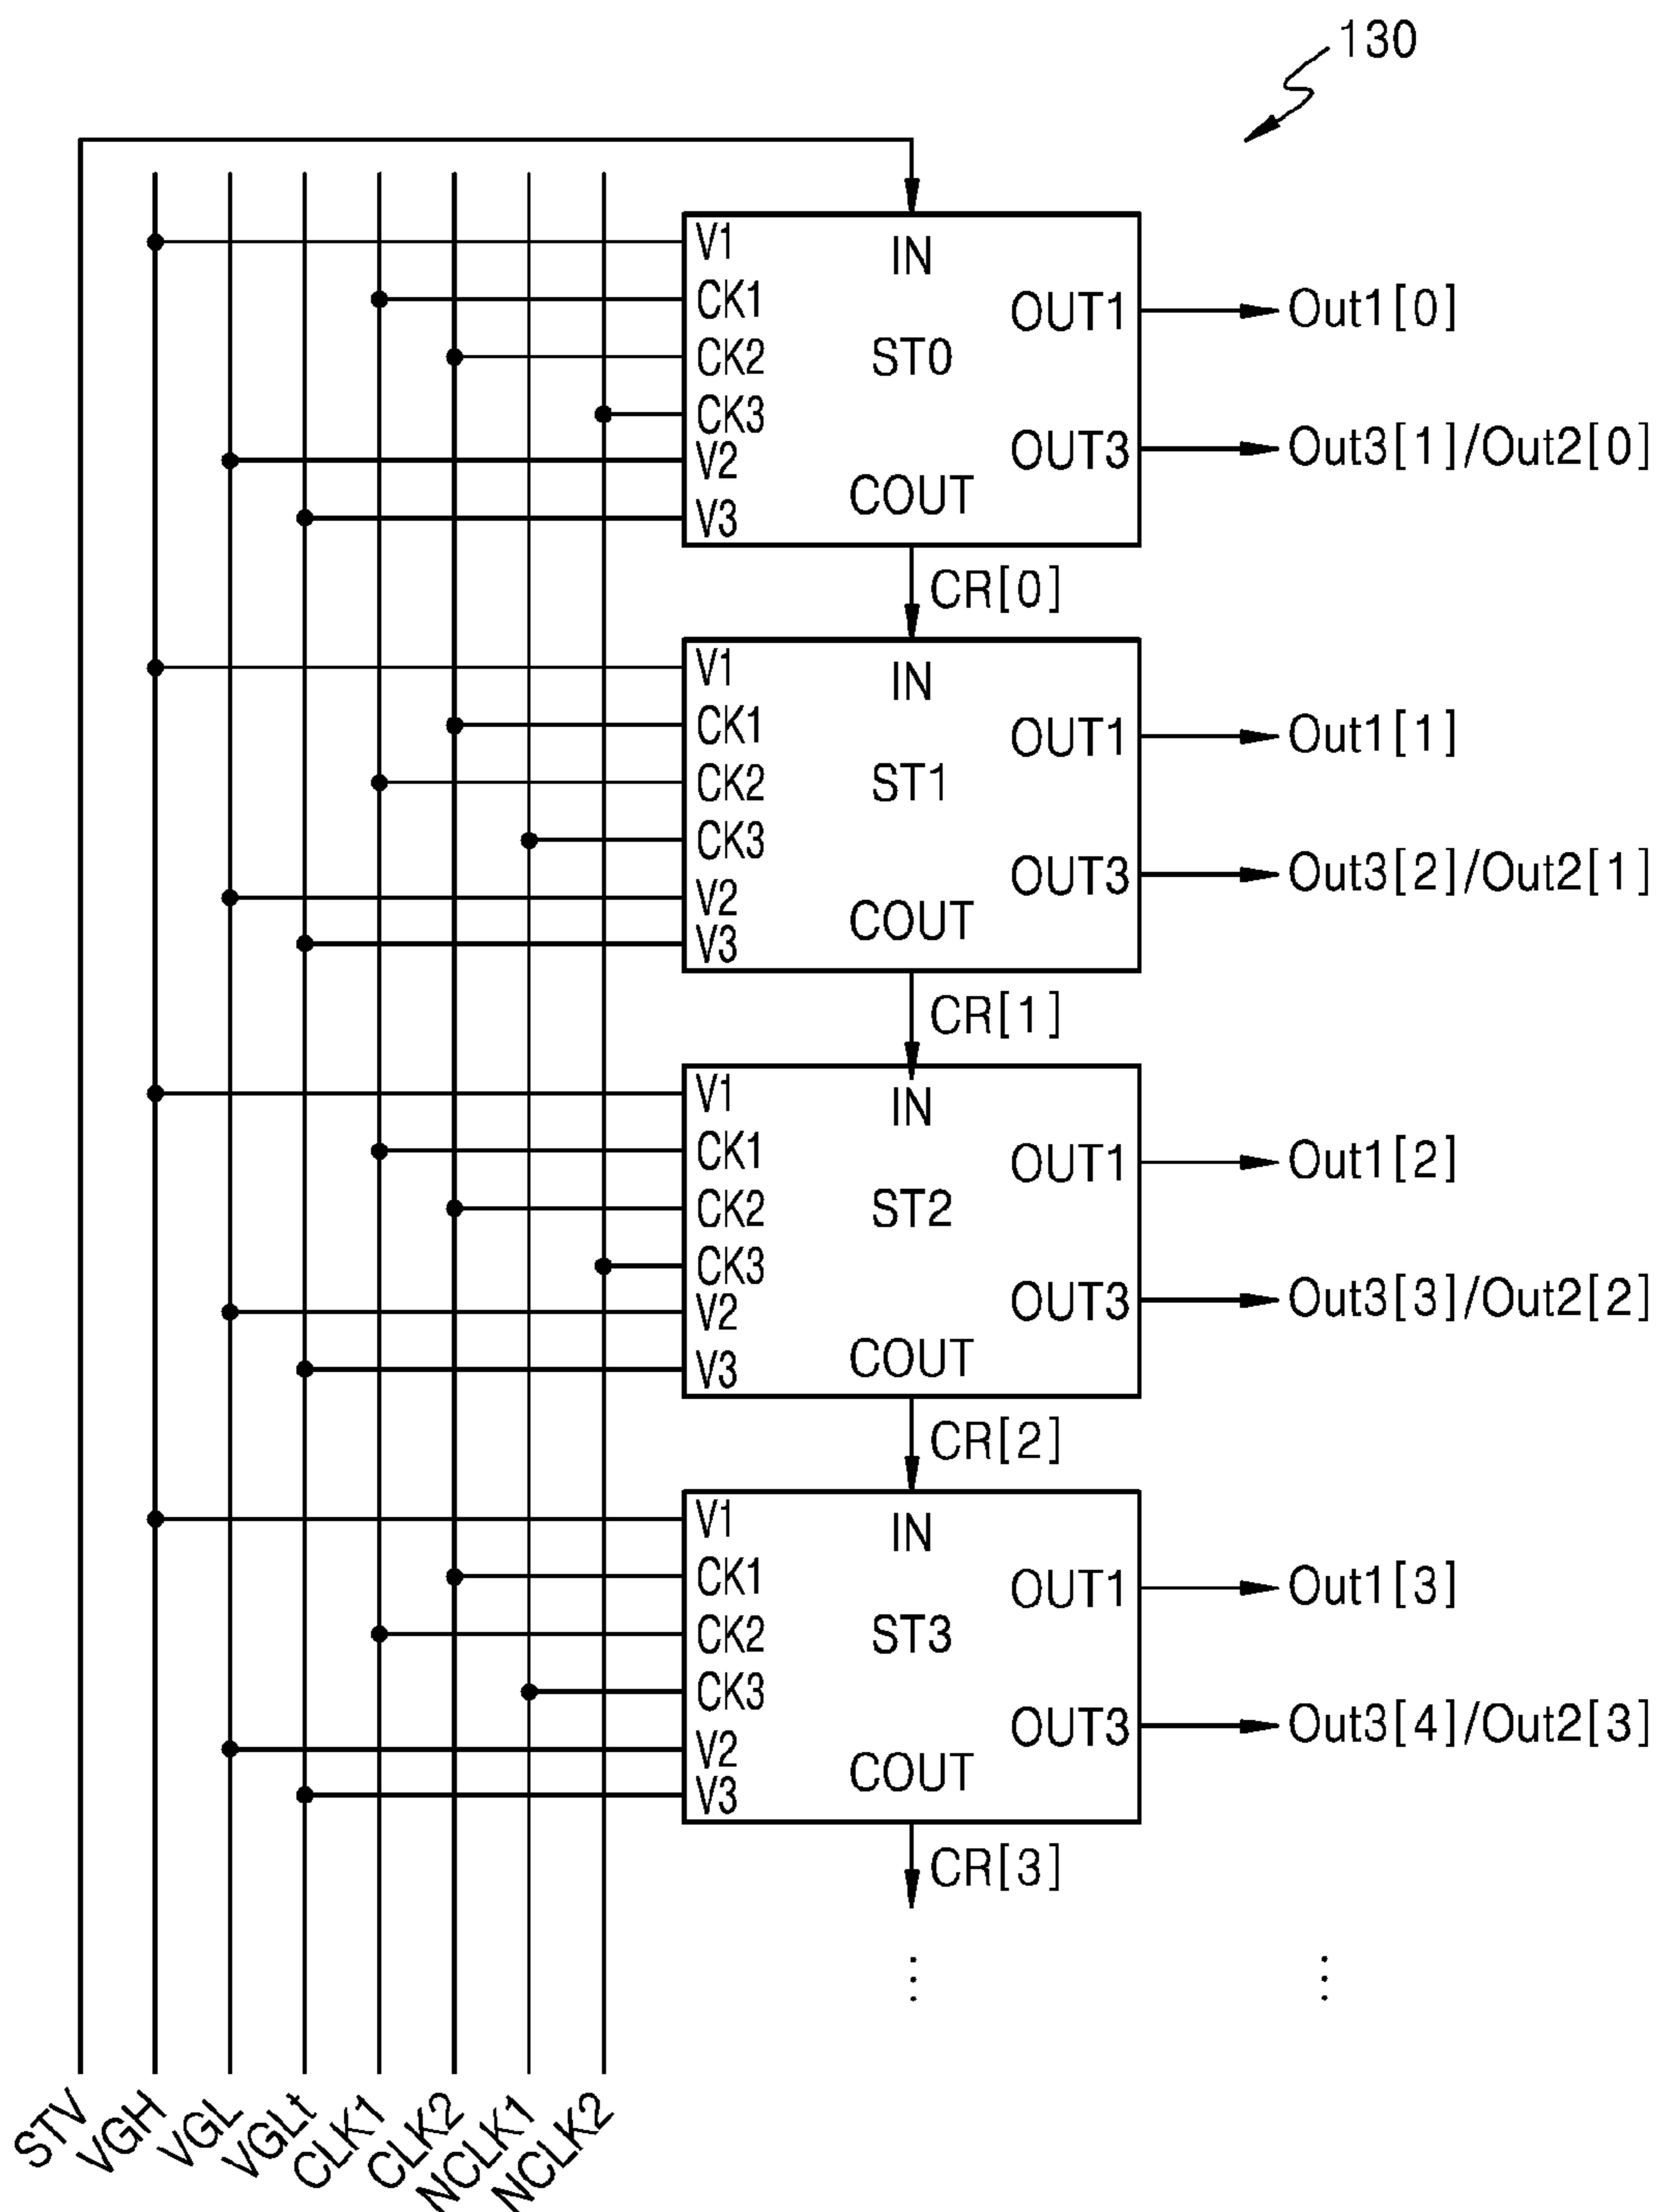 130
V1
IN
CK1
OUT1
Out1[0]
CK2
ST0
CK3
OUT3
Out3[1]/Out2[0]
V2
COUT
V3
CR[0]
V1
IN
CK1
OUT1
Out1[1]
CK2
ST1
CK3
OUT3
Out3[2]/Out2[1]
V2
COUT
V3
CR[1]
V1
IN
CK1
OUT1
Out1[2]
CK2
ST2
CK3
OUT3
Out3[3]/Out2[2]
V2
COUT
V3
CR[2]
V1
IN
CK1
OUT1
Out1[3]
CK2
ST3
CK3
OUT3
Out3[4]/Out2[3]
V2
COUT
V3
CR[3]
STV
VGH
VGL
VGLt
CLK1
CLK2
NCLK1
NCLK2